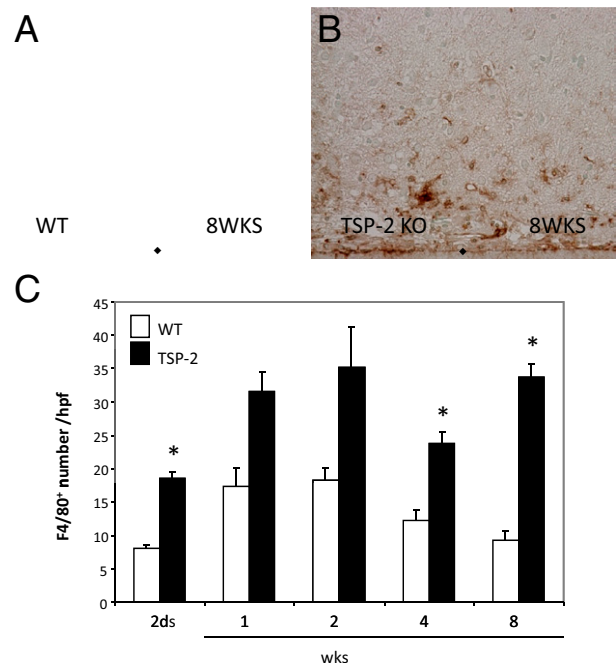 A
B
WT 8WKS
TSP-2 KO 8WKS
C
45
40
35
30
25
20
15
10
5
0
F4/80⁺ number /hpf
WT
TSP-2
*
*
*
2ds 1 2 4 8
wks